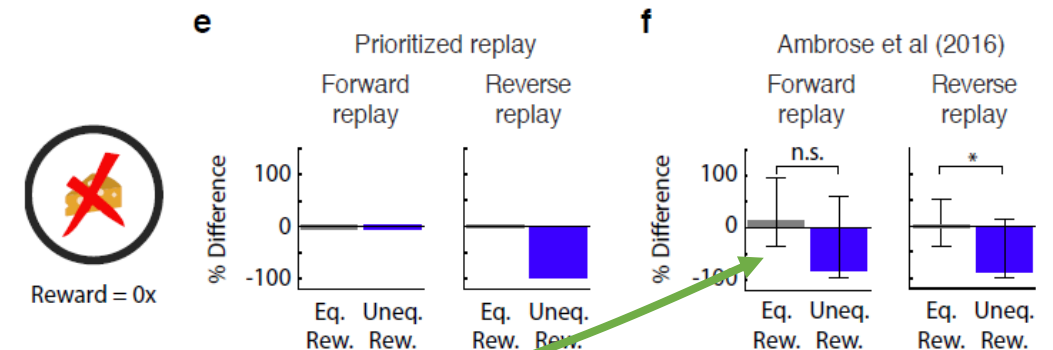 e
Prioritized replay
Forward replay
Reverse replay
% Difference
100
0
-100
Eq. Rew.
Uneq. Rew.
Eq. Rew.
Uneq. Rew.
f
Ambrose et al (2016)
Forward replay
Reverse replay
% Difference
100
0
-100
n.s.
*
Eq. Rew.
Uneq. Rew.
Eq. Rew.
Uneq. Rew.
Reward = 0x